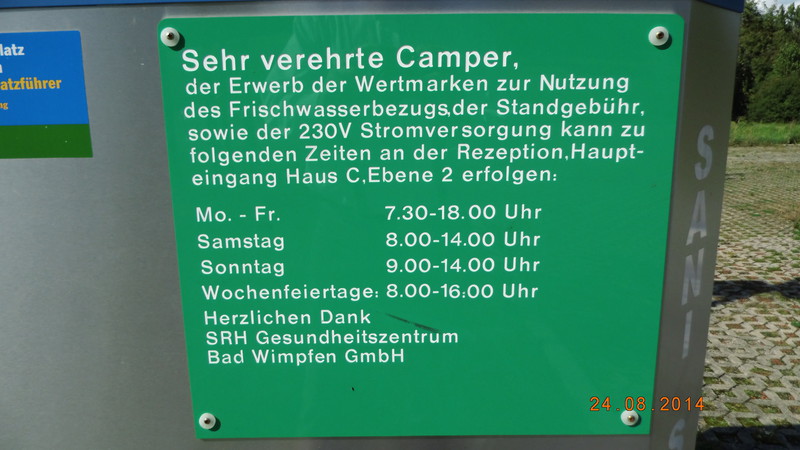 latz
atzführer
ng
Sehr verehrte Camper,
der Erwerb der Wertmarken zur Nutzung
des Frischwasserbezugs,der Standgebühr,
sowie der 230V Stromversorgung kann zu
folgenden Zeiten an der Rezeption,Haupt-
eingang Haus C,Ebene 2 erfolgen:
Mo. - Fr. 7.30-18.00 Uhr
Samstag 8.00-14.00 Uhr
Sonntag 9.00-14.00 Uhr
Wochenfeiertage: 8.00-16:00 Uhr
Herzlichen Dank
SRH Gesundheitszentrum
Bad Wimpfen GmbH
SANI
24.08.2014